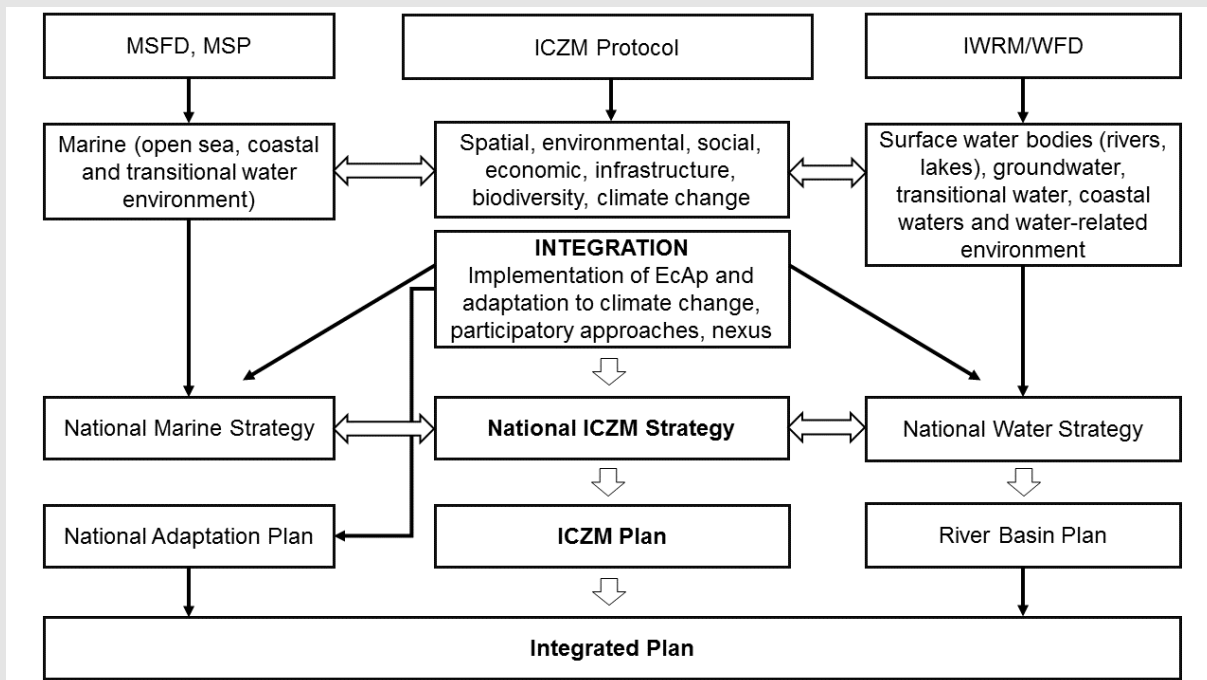 MSFD, MSP
ICZM Protocol
IWRM/WFD
Marine (open sea, coastal
and transitional water
environment)
Spatial, environmental, social,
economic, infrastructure,
biodiversity, climate change
Surface water bodies (rivers,
lakes), groundwater,
transitional water, coastal
waters and water-related
environment
INTEGRATION
Implementation of EcAp and
adaptation to climate change,
participatory approaches, nexus
National Marine Strategy
National ICZM Strategy
National Water Strategy
National Adaptation Plan
ICZM Plan
River Basin Plan
Integrated Plan